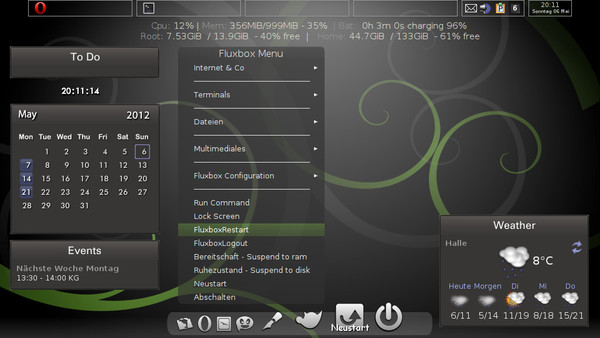 20:11
Sonntag 06 Mai
6
Cpu: 12% | Mem: 356MiB/999MiB - 35% | Bat: 0h 3m 0s charging 96%
Root: 7.53GiB / 13.9GiB - 40% free | Home: 44.7GiB / 133GiB - 61% free
To Do
20:11:14
May 2012
Mon Tue Wed Thu Fri Sat Sun
1 2 3 4 5 6
7 8 9 10 11 12 13
14 15 16 17 18 19 20
21 22 23 24 25 26 27
28 29 30 31
Events
Nächste Woche Montag
13:30 - 14:00 KG
Fluxbox Menu
Internet & Co
Terminals
Dateien
Multimediales
Fluxbox Configuration
Run Command
Lock Screen
FluxboxRestart
FluxboxLogout
Bereitschaft - Suspend to ram
Ruhezustand - Suspend to disk
Neustart
Abschalten
Neustart
Weather
Halle
8°C
Heute Morgen Di Mi Do
6/11 5/14 11/19 8/18 15/21